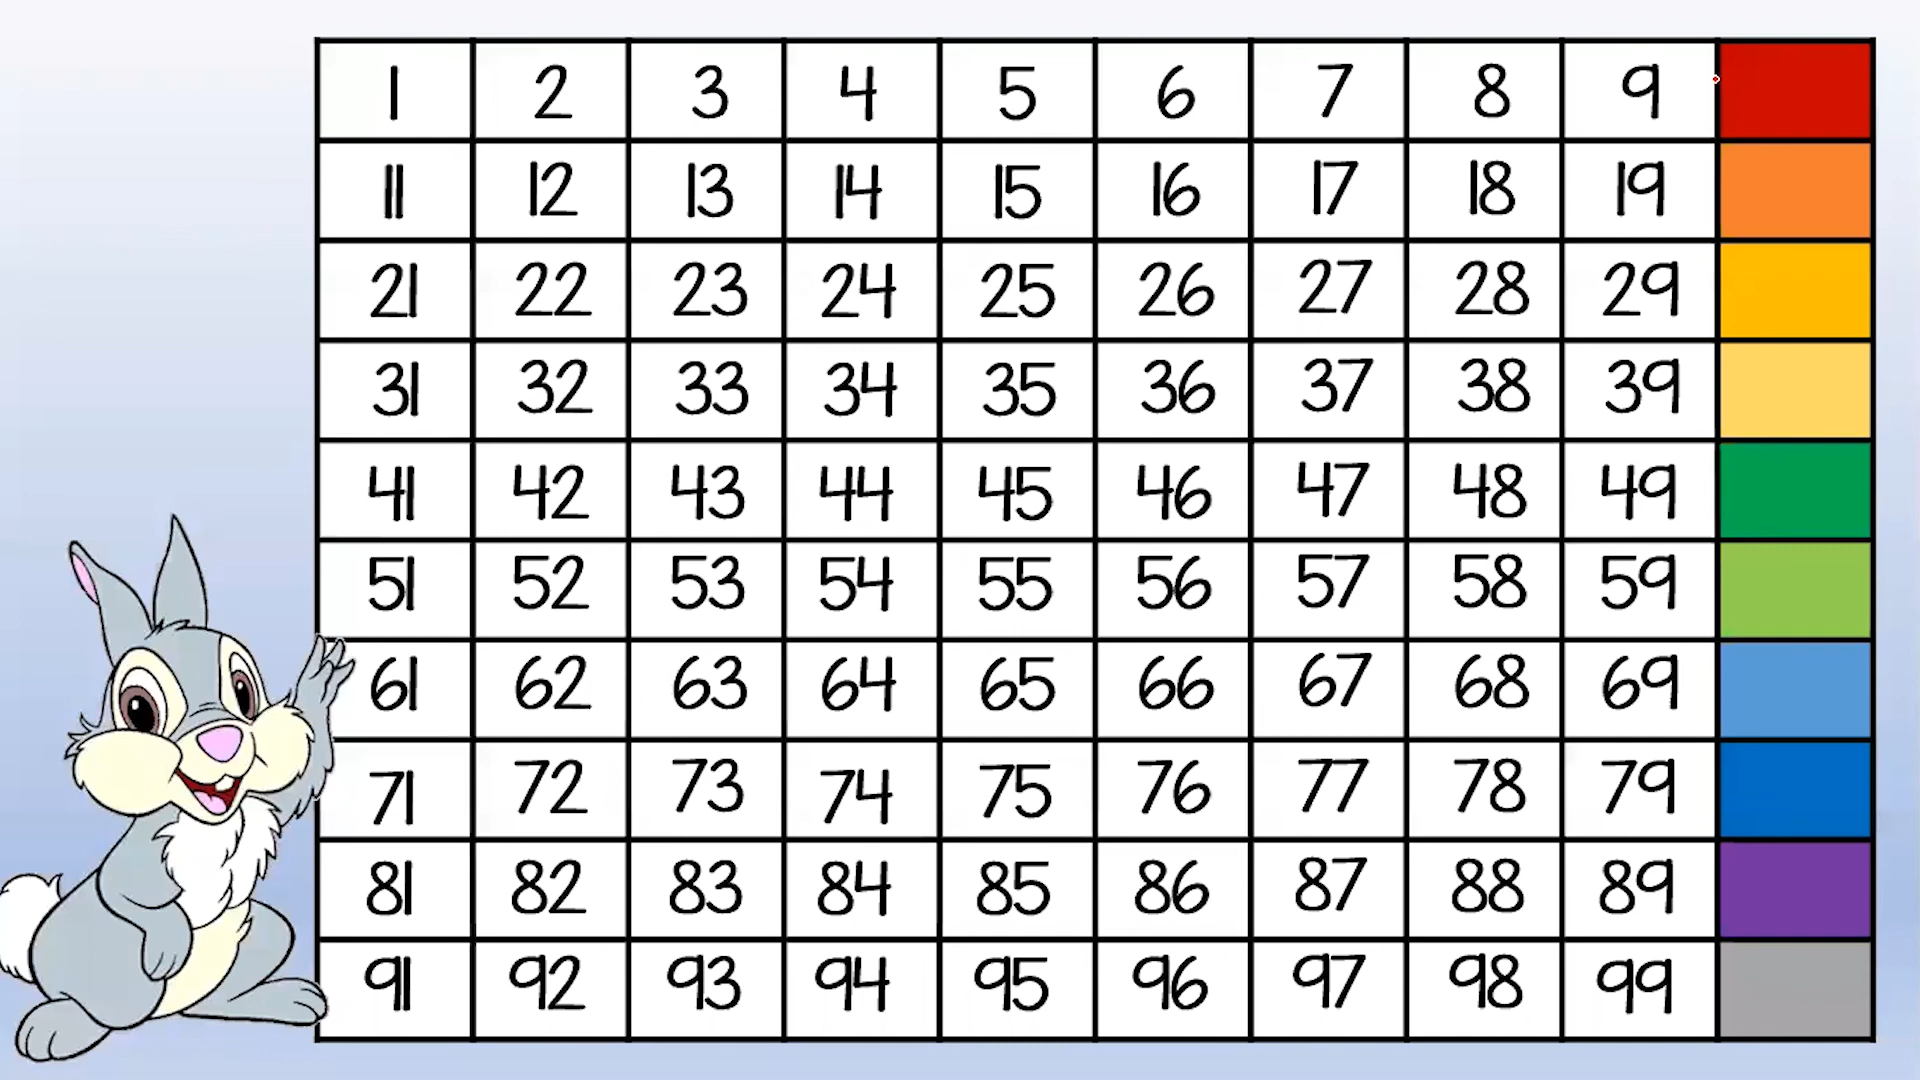 1 2 3 4 5 6 7 8 9
11 12 13 14 15 16 17 18 19
21 22 23 24 25 26 27 28 29
31 32 33 34 35 36 37 38 39
41 42 43 44 45 46 47 48 49
51 52 53 54 55 56 57 58 59
61 62 63 64 65 66 67 68 69
71 72 73 74 75 76 77 78 79
81 82 83 84 85 86 87 88 89
91 92 93 94 95 96 97 98 99